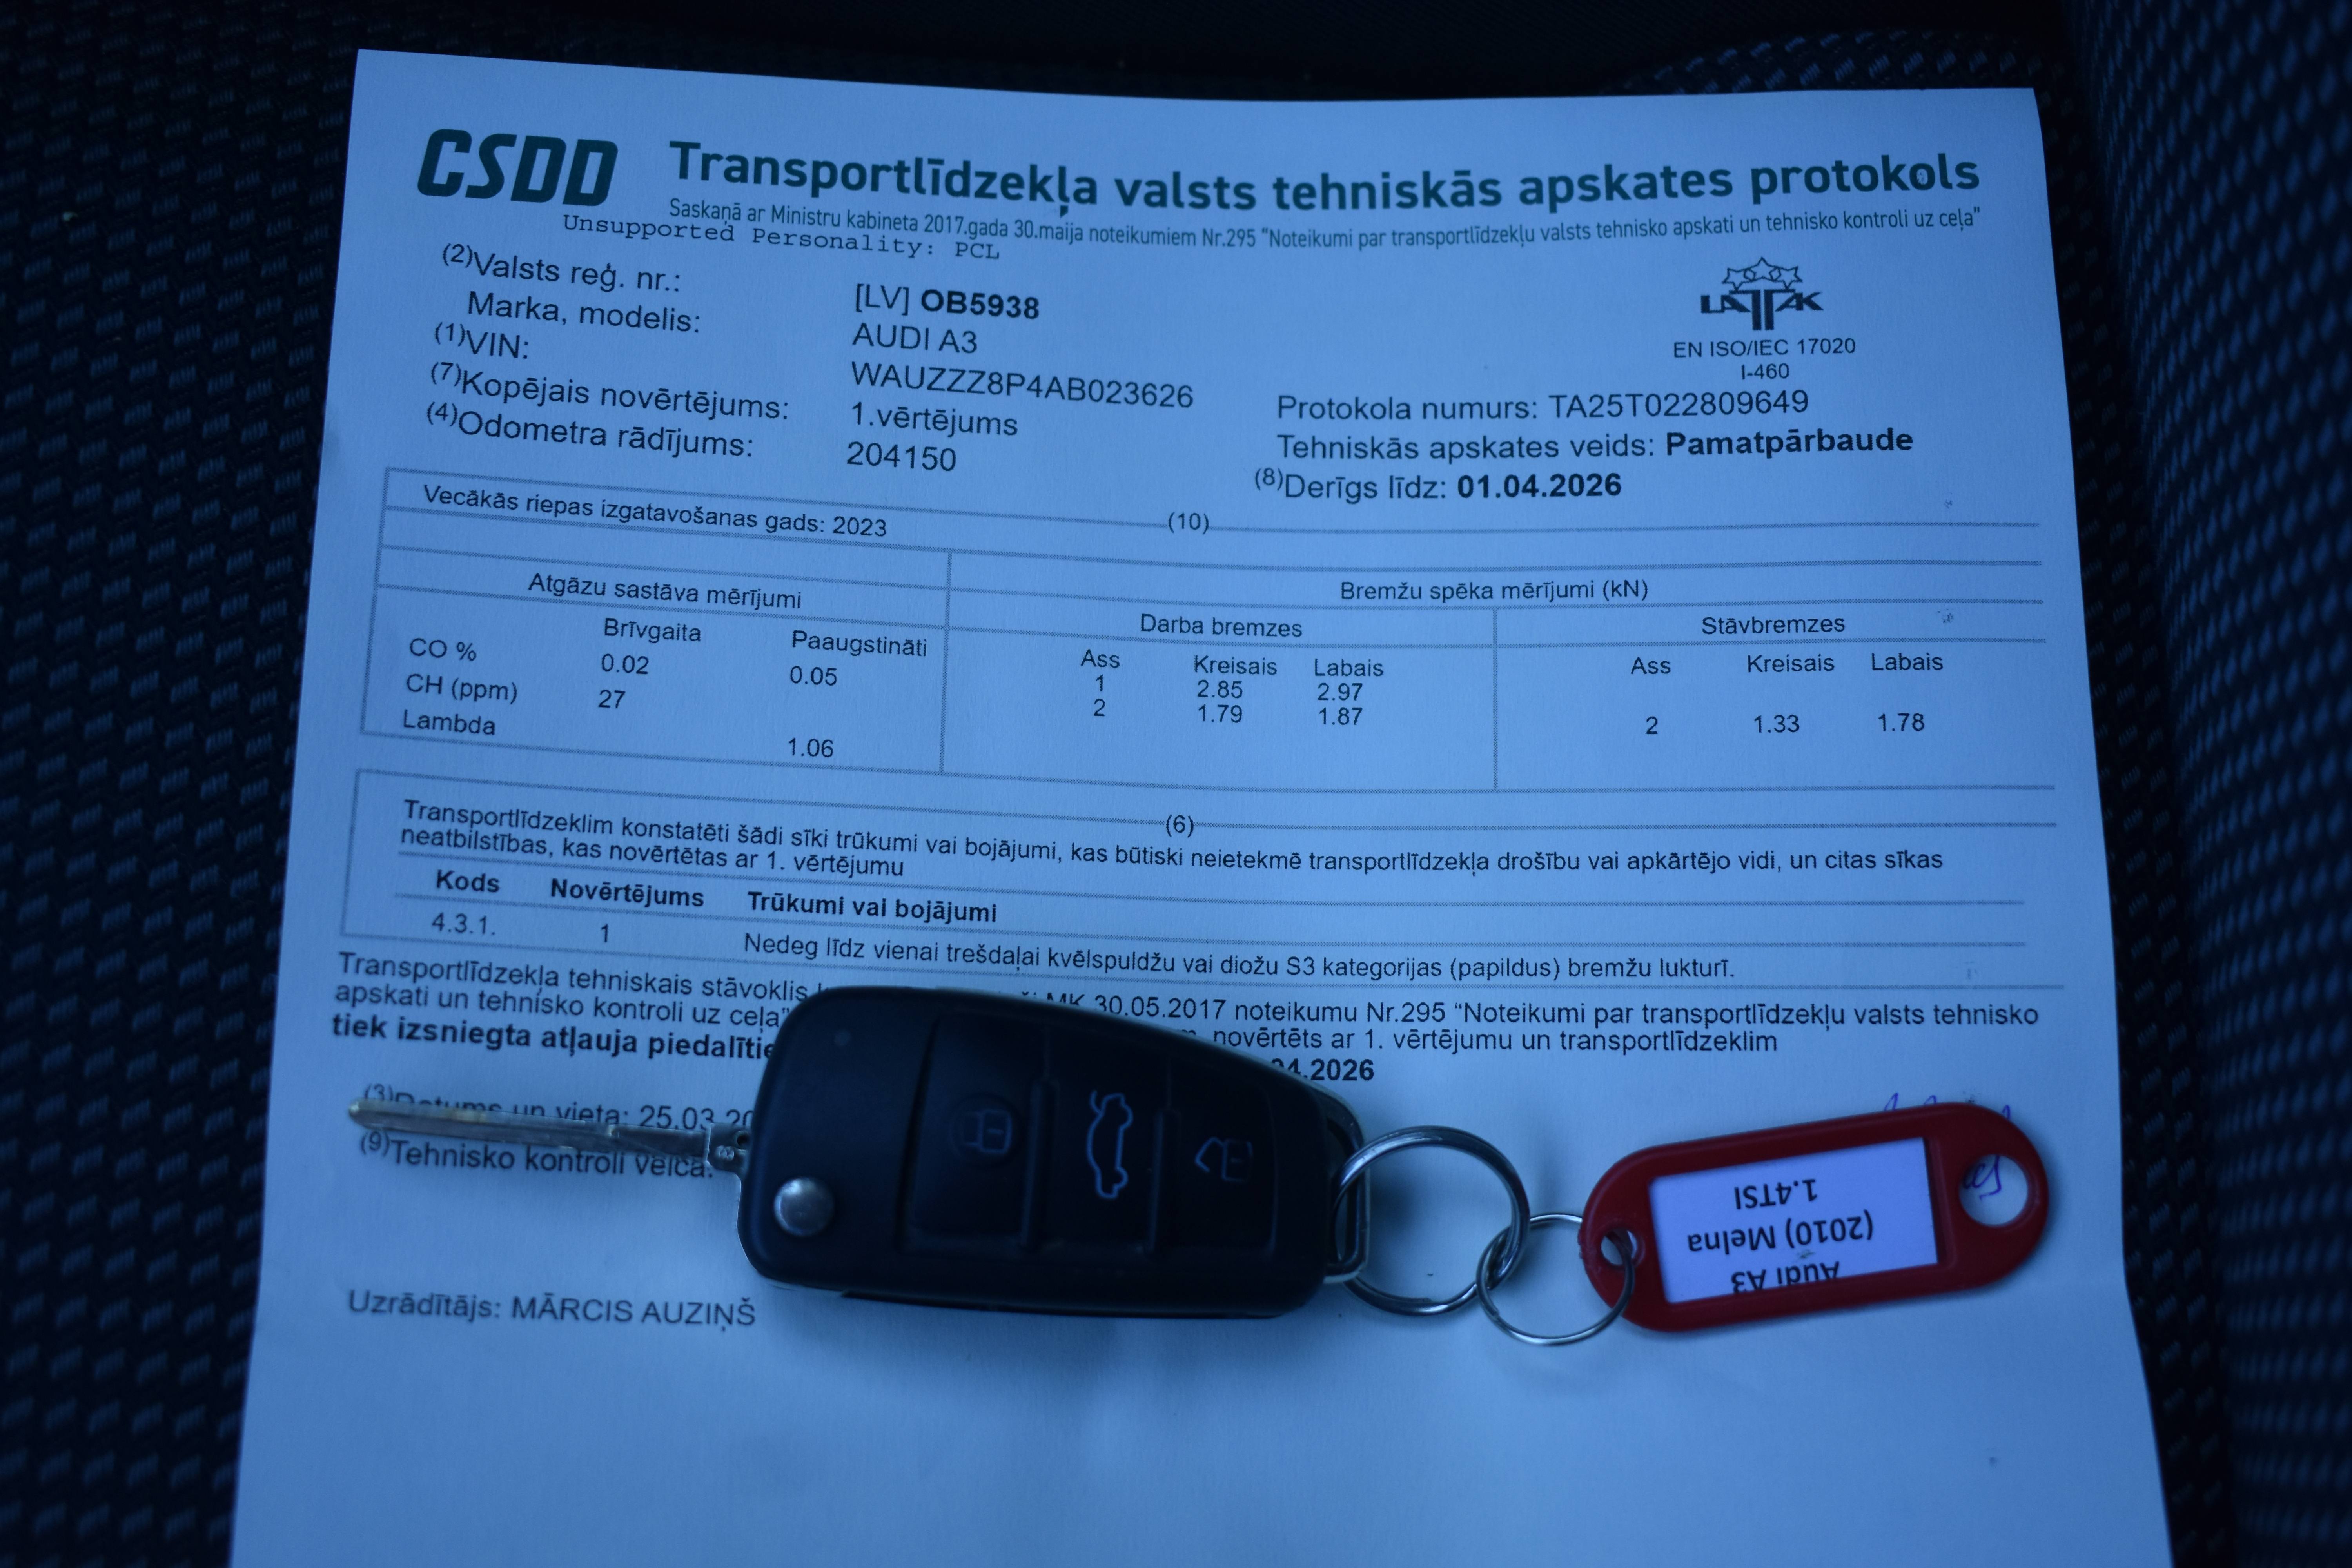 CSDD Transportlīdzekļa valsts tehniskās apskates protokols
Saskaņā ar Ministru kabineta 2017.gada 30.maija noteikumiem Nr.295 "Noteikumi par transportlīdzekļu valsts tehnisko apskati un tehnisko kontroli uz ceļa"
Unsupported Personality: PCL
(2)Valsts reģ. nr.: [LV] OB5938
Marka, modelis: AUDI A3
(1)VIN: WAUZZZ8P4AB023626
(7)Kopējais novērtējums: 1.vērtējums
(4)Odometra rādījums: 204150
LATAK
EN ISO/IEC 17020
I-460
Protokola numurs: TA25T022809649
Tehniskās apskates veids: Pamatpārbaude
(8)Derīgs līdz: 01.04.2026
(10)
Vecākās riepas izgatavošanas gads: 2023
Atgāzu sastāva mērījumi
Brīvgaita Paaugstināti
CO % 0.02 0.05
CH (ppm) 27
Lambda 1.06
Bremžu spēka mērījumi (kN)
Darba bremzes
Ass Kreisais Labais
1 2.85 2.97
2 1.79 1.87
Stāvbremzes
Ass Kreisais Labais
2 1.33 1.78
(6)
Transportlīdzeklim konstatēti šādi sīki trūkumi vai bojājumi, kas būtiski neietekmē transportlīdzekļa drošību vai apkārtējo vidi, un citas sīkas
neatbilstības, kas novērtētas ar 1. vērtējumu
Kods Novērtējums Trūkumi vai bojājumi
4.3.1. 1 Nedeg līdz vienai trešdaļai kvēlspuldžu vai diožu S3 kategorijas (papildus) bremžu lukturī.
Transportlīdzekļa tehniskais stāvoklis MK 30.05.2017 noteikumu Nr.295 "Noteikumi par transportlīdzekļu valsts tehnisko
apskati un tehnisko kontroli uz ceļa" novērtēts ar 1. vērtējumu un transportlīdzeklim
tiek izsniegta atļauja 04.2026
(3)Datums un vieta: 25.03
(9)Tehnisko kontroli veica:
Uzrādītājs: MĀRCIS AUZIŅŠ
Audi A3
(2010) Melna
1.4TSI